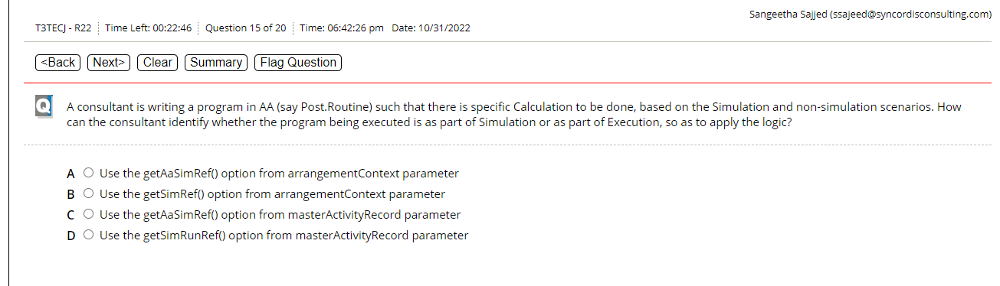 Sangeetha Sajjed (ssajeed@syncordisconsulting.com)
T3TECJ - R22 Time Left: 00:22:46 Question 15 of 20 Time: 06:42:26 pm Date: 10/31/2022
<Back Next> Clear Summary Flag Question
Q A consultant is writing a program in AA (say Post.Routine) such that there is specific Calculation to be done, based on the Simulation and non-simulation scenarios. How
can the consultant identify whether the program being executed is as part of Simulation or as part of Execution, so as to apply the logic?
A Use the getAaSimRef() option from arrangementContext parameter
B Use the getSimRef() option from arrangementContext parameter
C Use the getAaSimRef() option from masterActivityRecord parameter
D Use the getSimRunRef() option from masterActivityRecord parameter